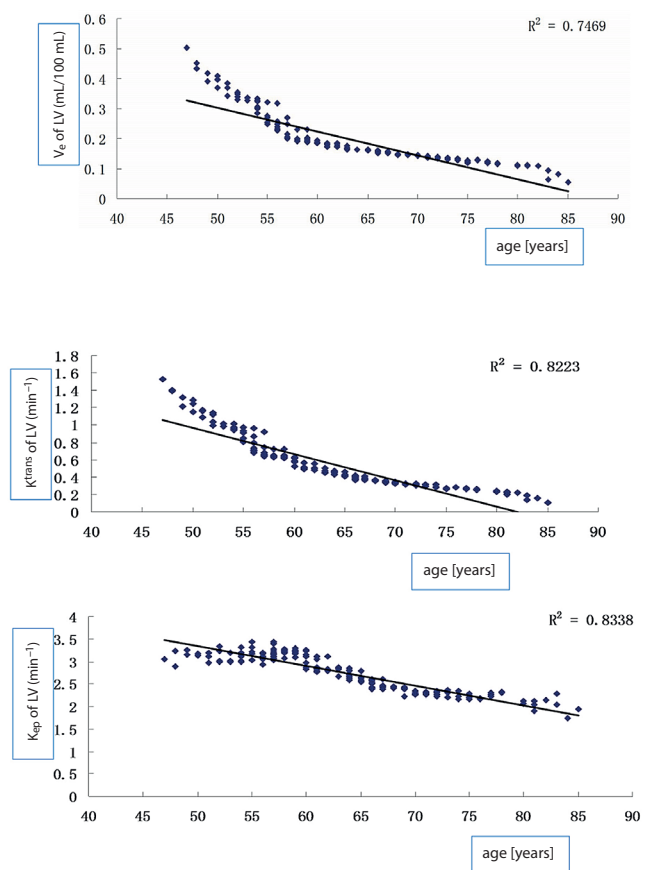 R² = 0.7469
Ve of LV (mL/100 mL)
0.6
0.5
0.4
0.3
0.2
0.1
0
40 45 50 55 60 65 70 75 80 85 90
age [years]
R² = 0.8223
Ktrans of LV (min⁻¹)
1.8
1.6
1.4
1.2
1
0.8
0.6
0.4
0.2
0
40 45 50 55 60 65 70 75 80 85 90
age [years]
R² = 0.8338
Kep of LV (min⁻¹)
4
3.5
3
2.5
2
1.5
1
0.5
0
40 45 50 55 60 65 70 75 80 85 90
age [years]